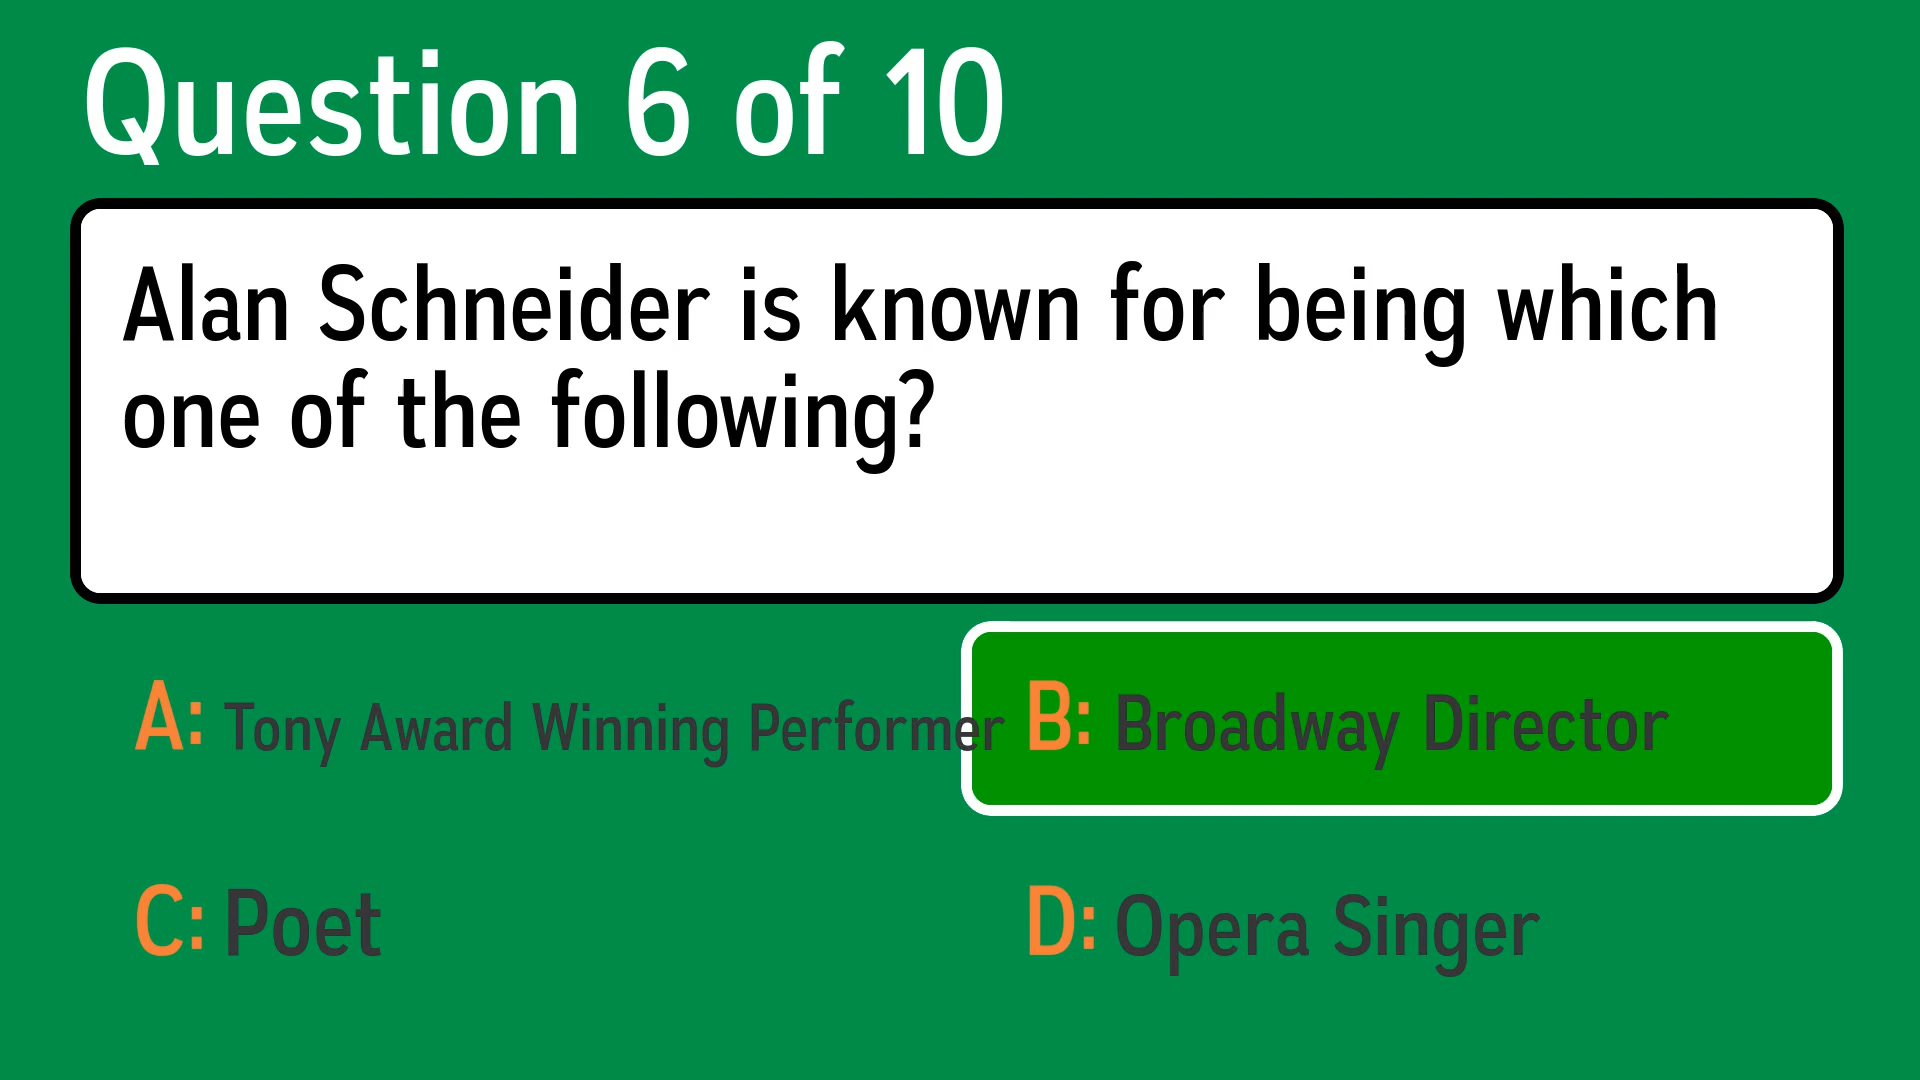 Question 6 of 10
Alan Schneider is known for being which
one of the following?
A: Tony Award Winning Performer
B: Broadway Director
C: Poet
D: Opera Singer